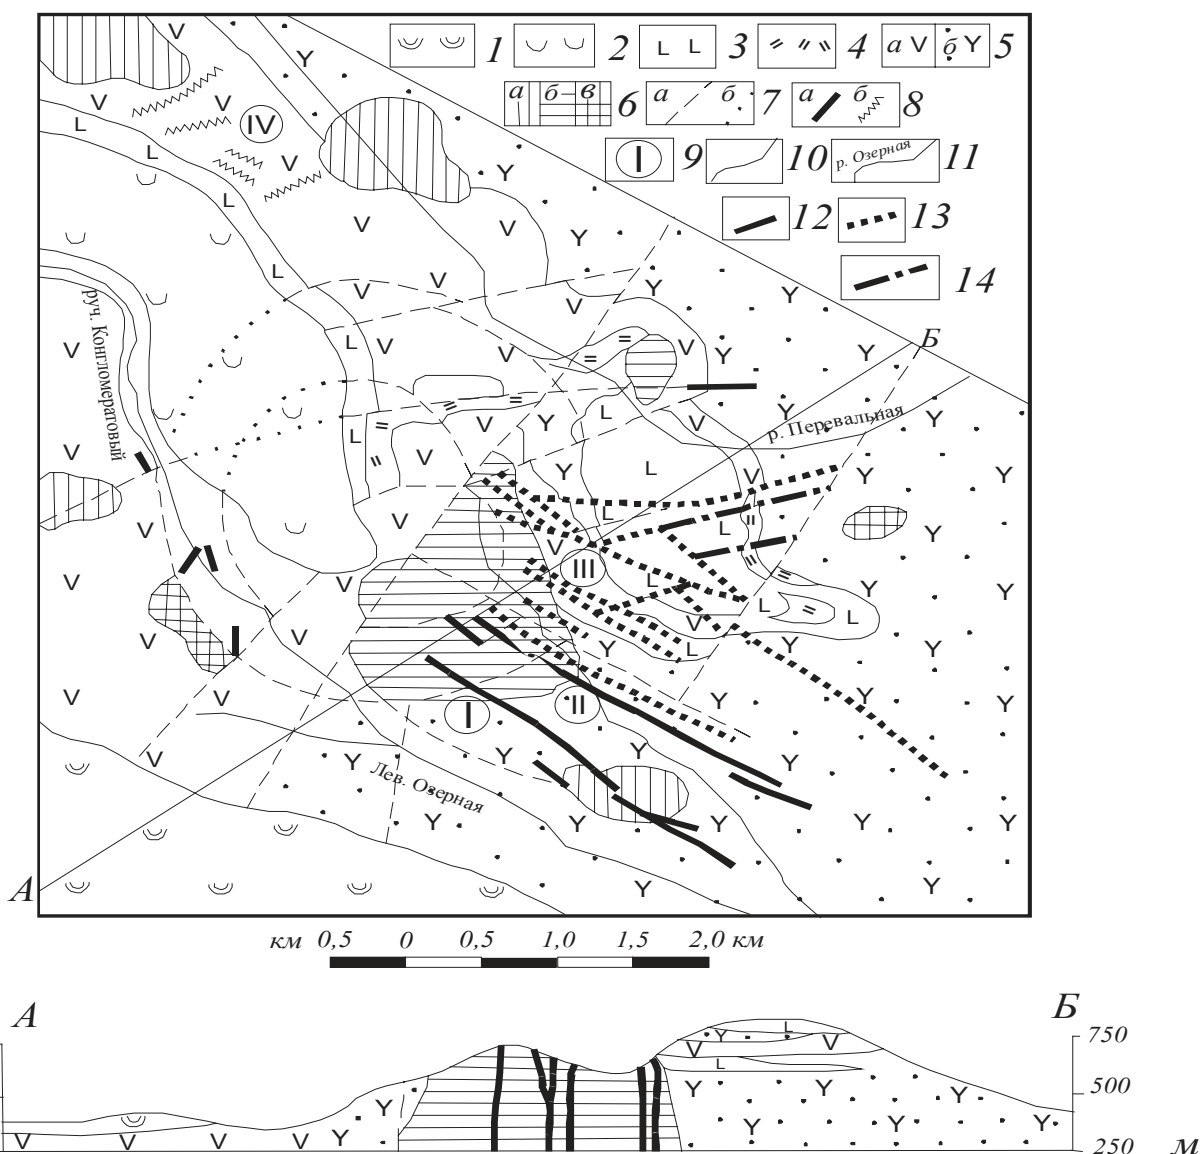 1 2 3 4 а б 5
а б – в 6 а б 7 а б 8
I 9 10 р. Озерная 11
12 13
14
IV
руч. Конгломератовый
Б
р. Перевальная
III
I
II
Лев. Озерная
А
км 0,5 0 0,5 1,0 1,5 2,0 км
А
Б
750
500
250 м